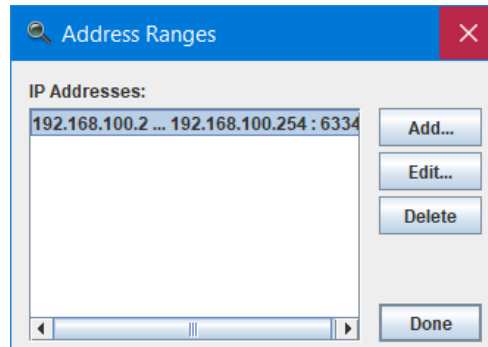 Address Ranges
IP Addresses:
192.168.100.2 ... 192.168.100.254 : 6334
Add...
Edit...
Delete
Done